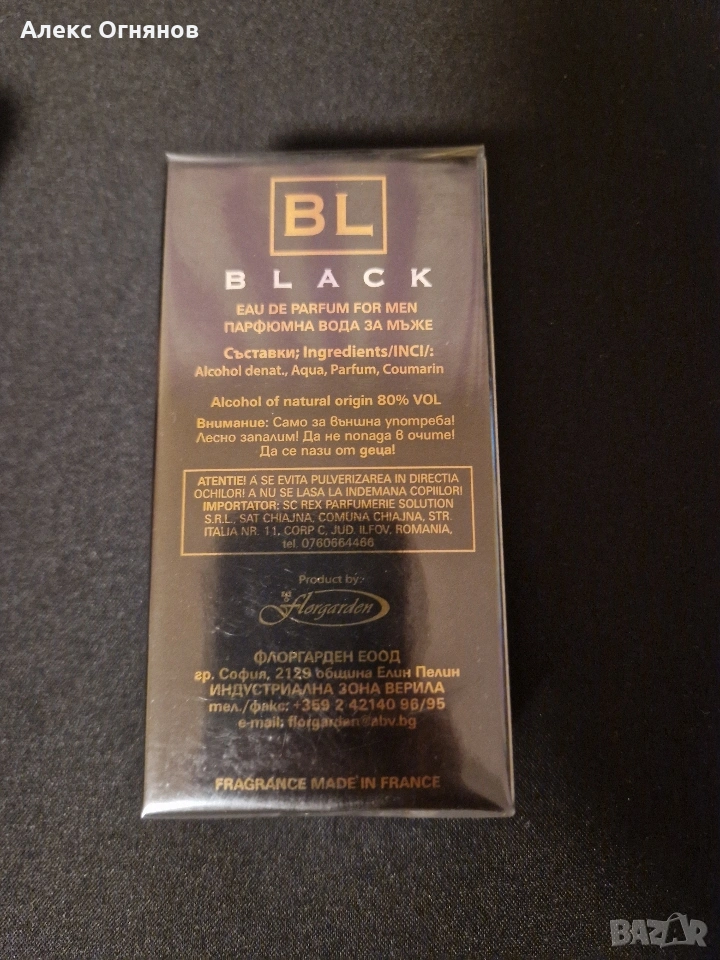 Алекс Огнянов
BL
BLACK
EAU DE PARFUM FOR MEN
ПАРФЮМНА ВОДА ЗА МЪЖЕ
Съставки; Ingredients/INCI/:
Alcohol denat., Aqua, Parfum, Coumarin
Alcohol of natural origin 80% VOL
Внимание: Само за външна употреба!
Лесно запалим! Да не попада в очите!
Да се пази от деца!
ATENTIE! A SE EVITA PULVERIZAREA IN DIRECTIA
OCHILOR! A NU SE LASA LA INDEMANA COPIILOR!
IMPORTATOR: SC REX PARFUMERIE SOLUTION
S.R.L., SAT CHIAJNA, COMUNA CHIAJNA, STR.
ITALIA NR. 11, CORP C, JUD. ILFOV, ROMANIA,
tel. 0760664466
Product by:
Florgarden
ФЛОРГАРДЕН ЕООД
гр. София, 2129 община Елин Пелин
ИНДУСТРИАЛНА ЗОНА ВЕРИЛА
тел./факс: +359 2 42140 96/95
e-mail: florgarden@abv.bg
FRAGRANCE MADE IN FRANCE
BAZAR